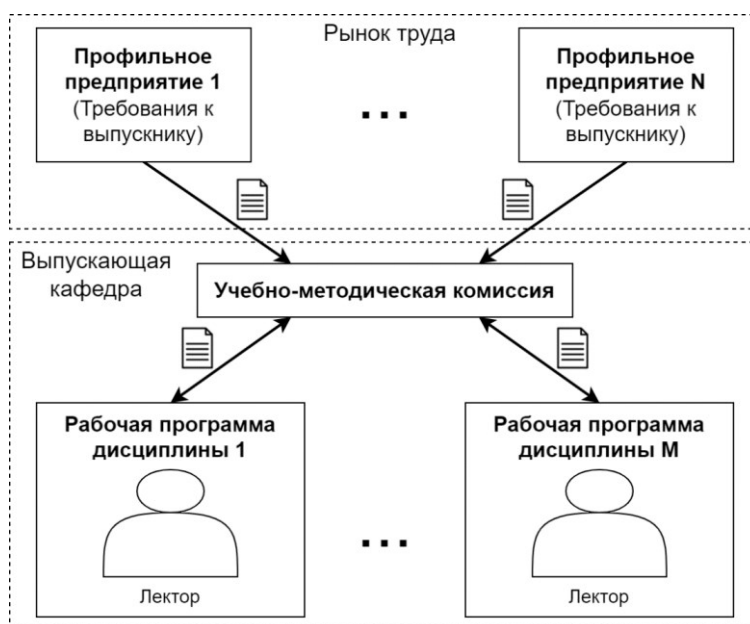 Рынок труда
Профильное
предприятие 1
(Требования к
выпускнику)
...
Профильное
предприятие N
(Требования к
выпускнику)
Выпускающая
кафедра
Учебно-методическая комиссия
Рабочая программа
дисциплины 1
Лектор
...
Рабочая программа
дисциплины M
Лектор